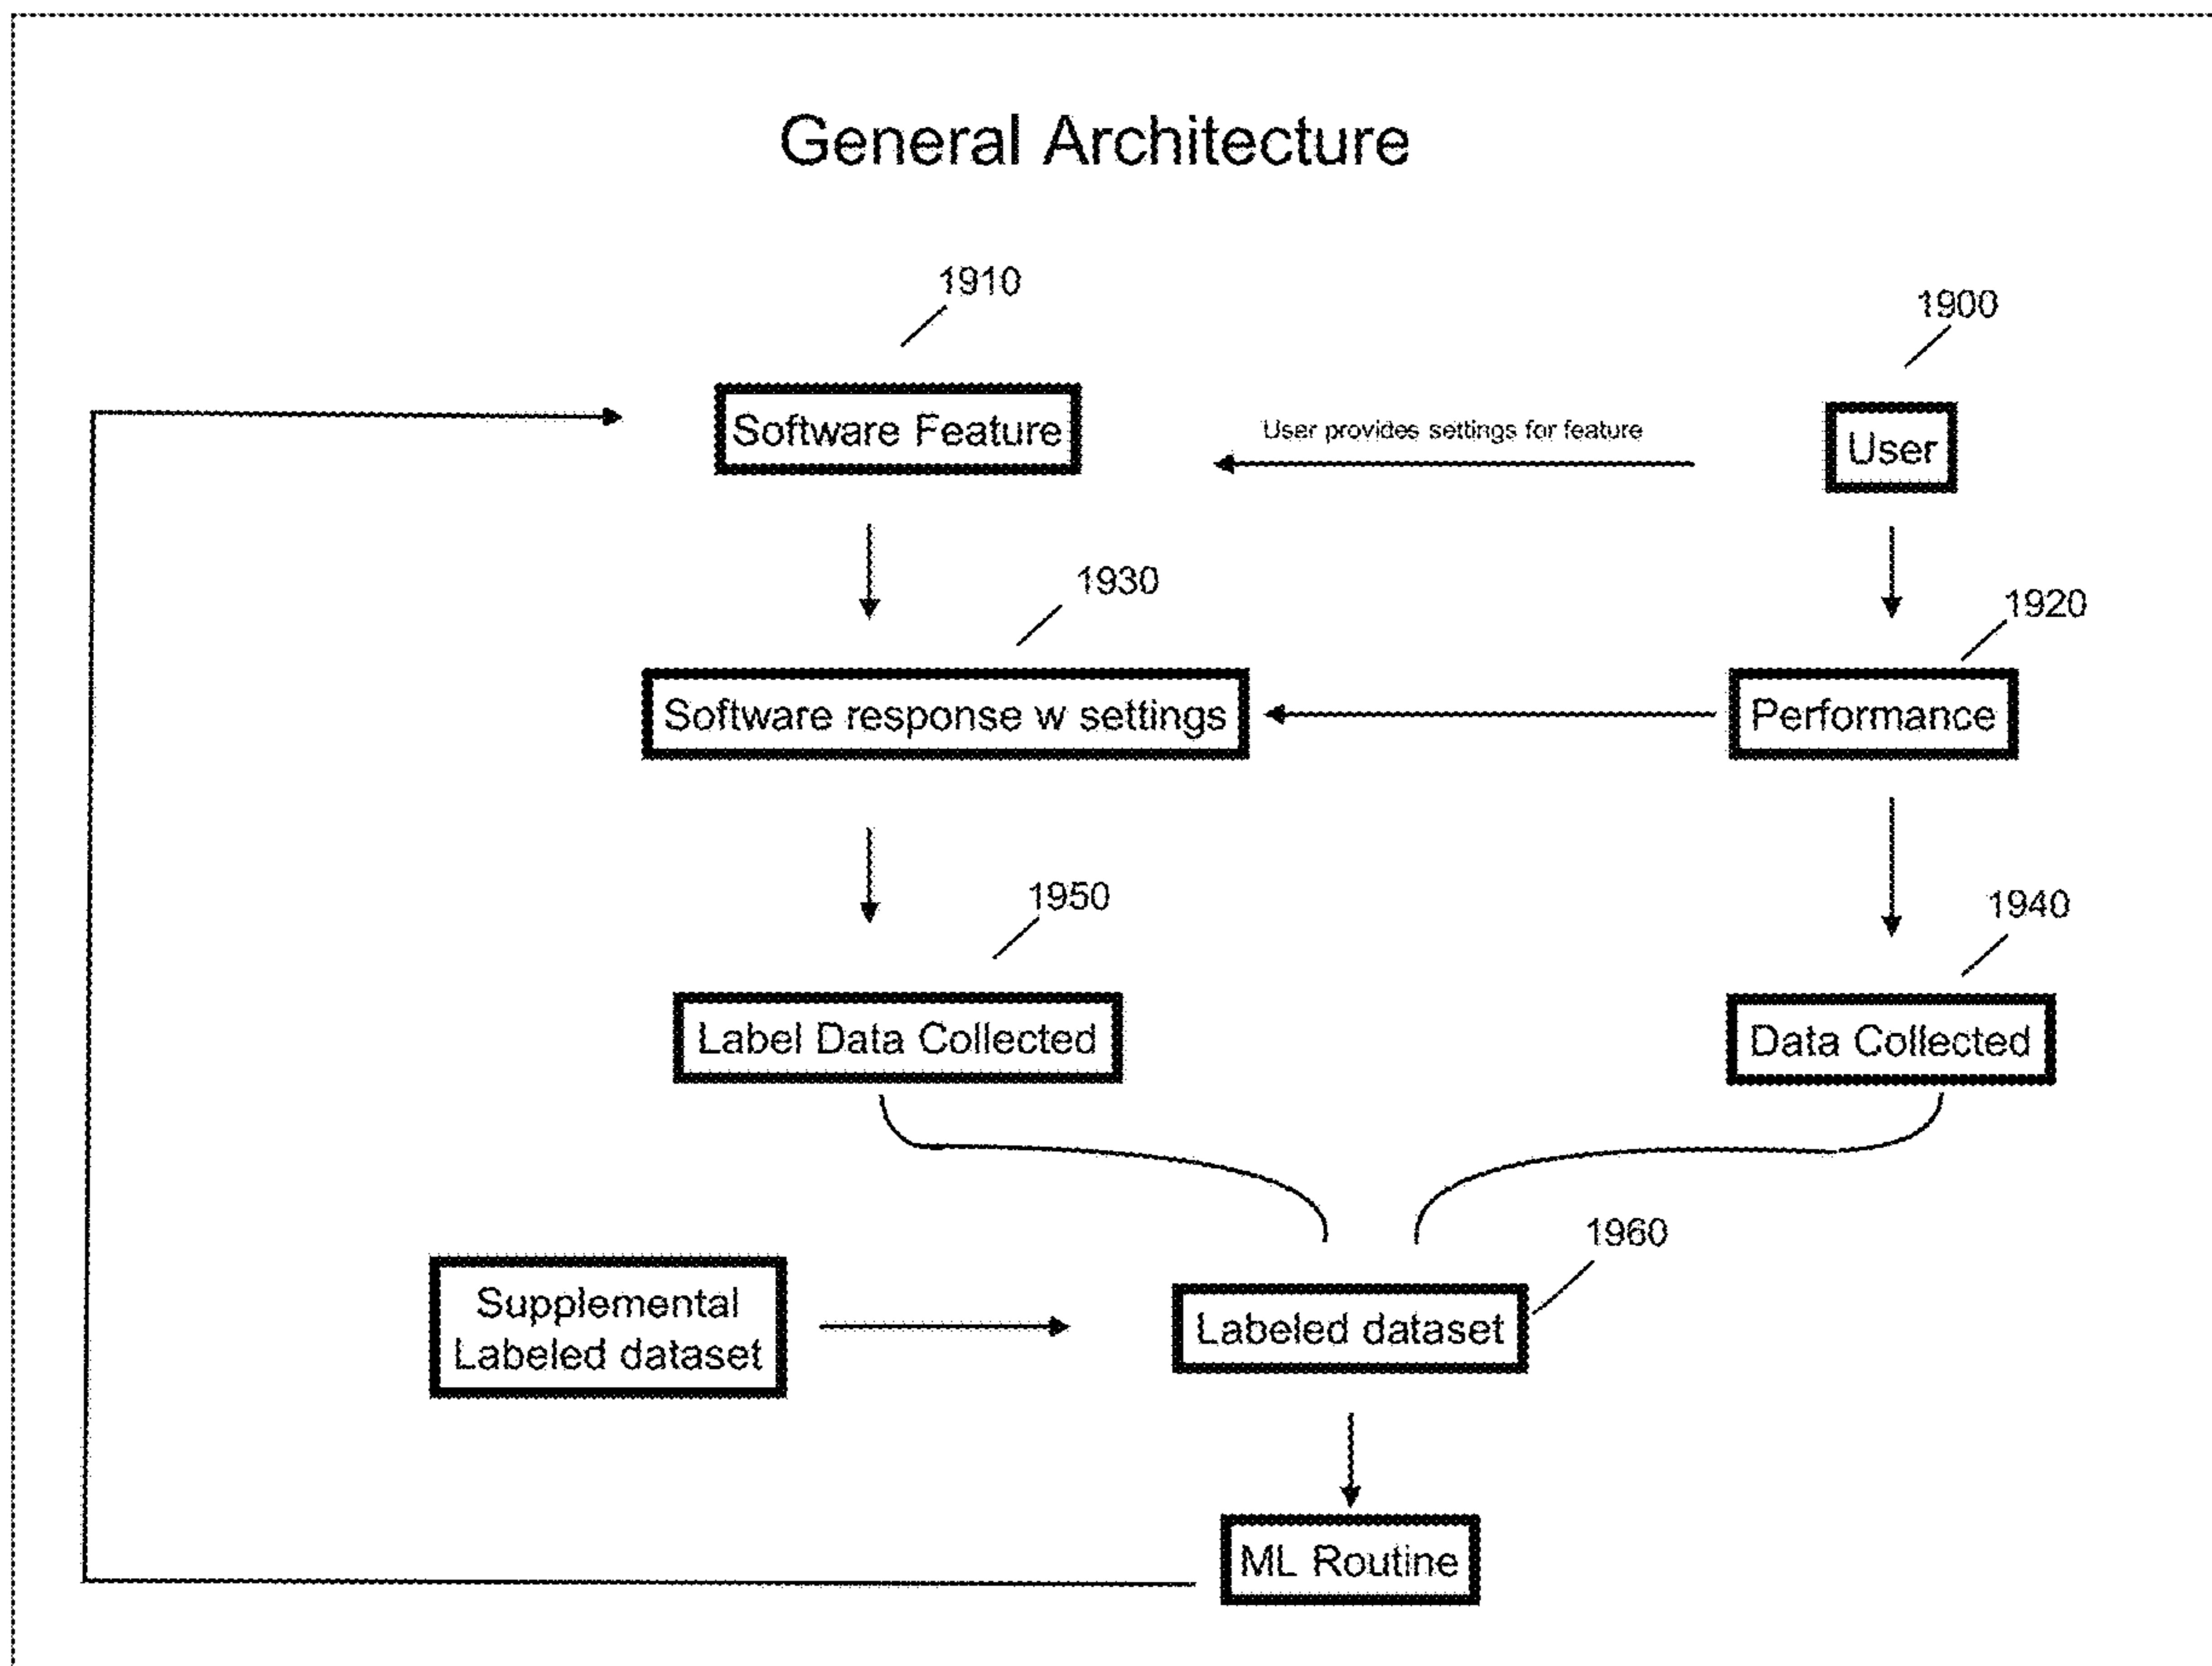 General Architecture
1910
1900
Software Feature
User provides settings for feature
User
1930
1920
Software response w settings
Performance
1950
1940
Label Data Collected
Data Collected
1960
Supplemental
Labeled dataset
Labeled dataset
ML Routine